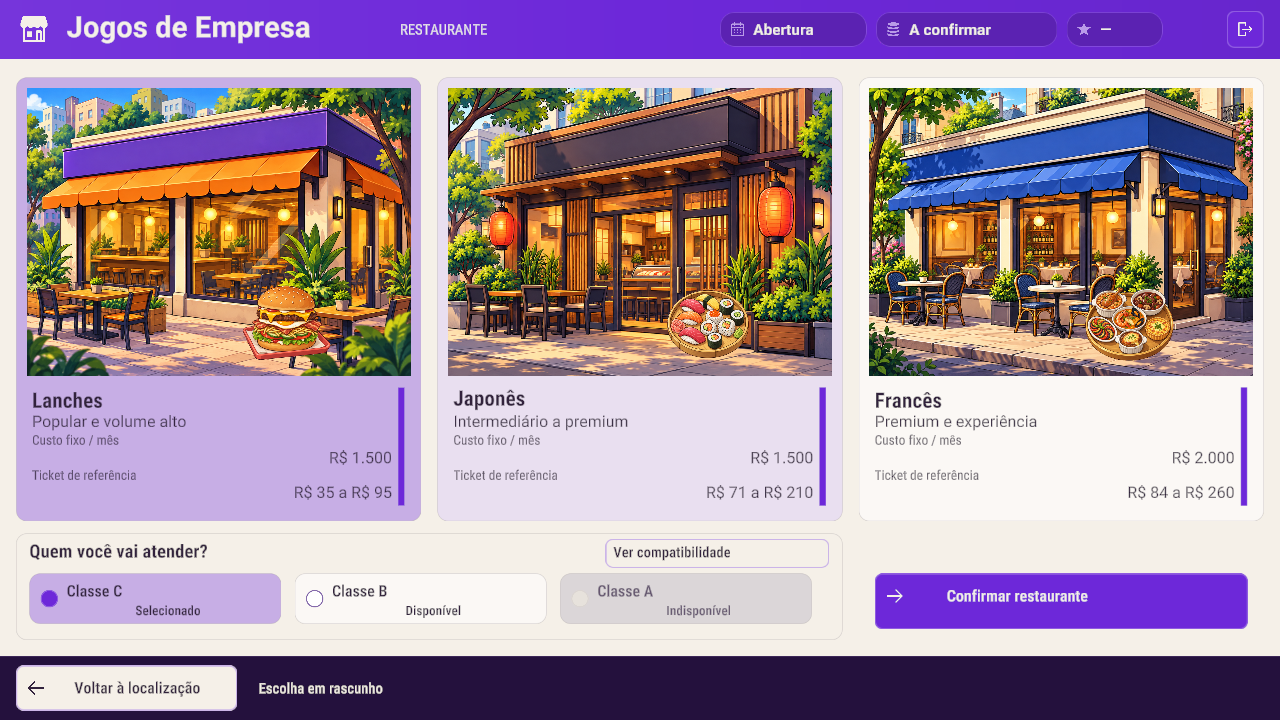 Jogos de Empresa
RESTAURANTE
Abertura
A confirmar
–
Lanches
Popular e volume alto
Custo fixo / mês
R$ 1.500
Ticket de referência
R$ 35 a R$ 95
Japonês
Intermediário a premium
Custo fixo / mês
R$ 1.500
Ticket de referência
R$ 71 a R$ 210
Francês
Premium e experiência
Custo fixo / mês
R$ 2.000
Ticket de referência
R$ 84 a R$ 260
Quem você vai atender?
Ver compatibilidade
Classe C
Selecionado
Classe B
Disponível
Classe A
Indisponível
Confirmar restaurante
Voltar à localização
Escolha em rascunho